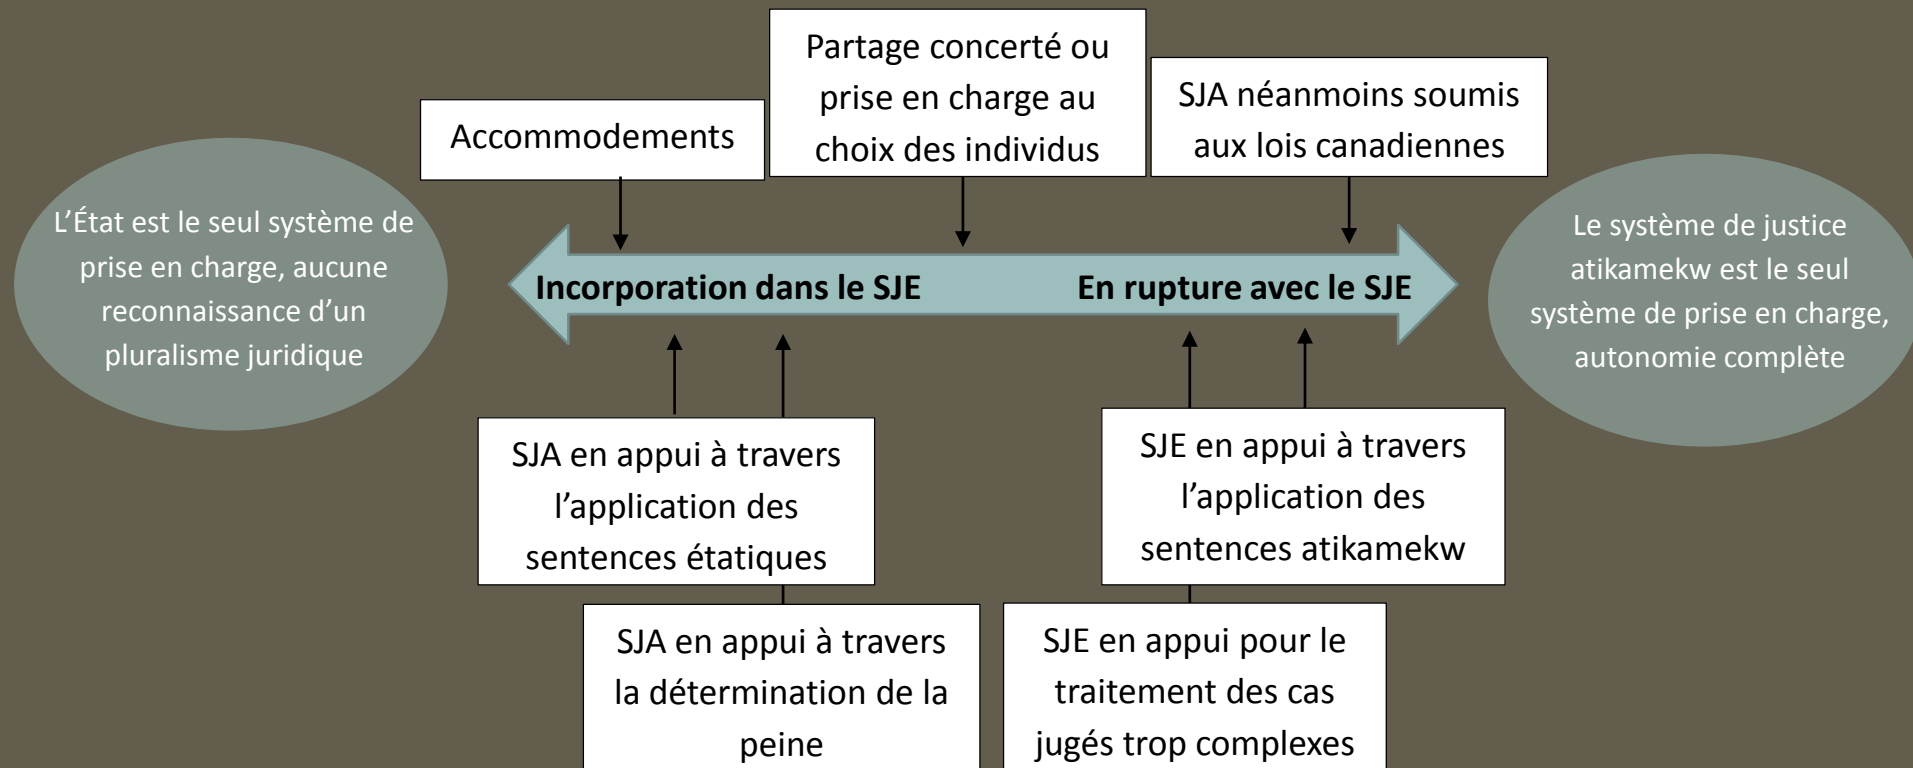 Accommodements
Partage concerté ou
prise en charge au
choix des individus
SJA néanmoins soumis
aux lois canadiennes
L’État est le seul système de
prise en charge, aucune
reconnaissance d’un
pluralisme juridique
Incorporation dans le SJE
En rupture avec le SJE
Le système de justice
atikamekw est le seul
système de prise en charge,
autonomie complète
SJA en appui à travers
l’application des
sentences étatiques
SJE en appui à travers
l’application des
sentences atikamekw
SJA en appui à travers
la détermination de la
peine
SJE en appui pour le
traitement des cas
jugés trop complexes